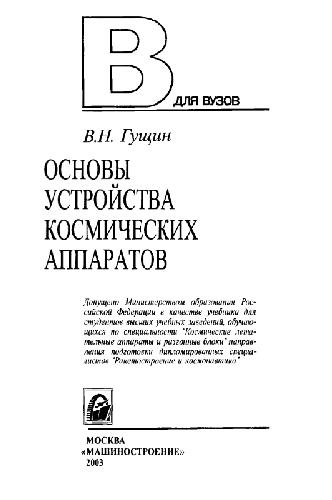 В
ДЛЯ ВУЗОВ
В.Н. Гущин
ОСНОВЫ
УСТРОЙСТВА
КОСМИЧЕСКИХ
АППАРАТОВ
Допущено Министерством образования Рос-
сийской Федерации в качестве учебника для
студентов высших учебных заведений, обучаю-
щихся по специальности "Космические лета-
тельные аппараты и разгонные блоки" направ-
ления подготовки дипломированных специа-
листов "Ракетостроение и космонавтика"
МОСКВА
«МАШИНОСТРОЕНИЕ»
2003